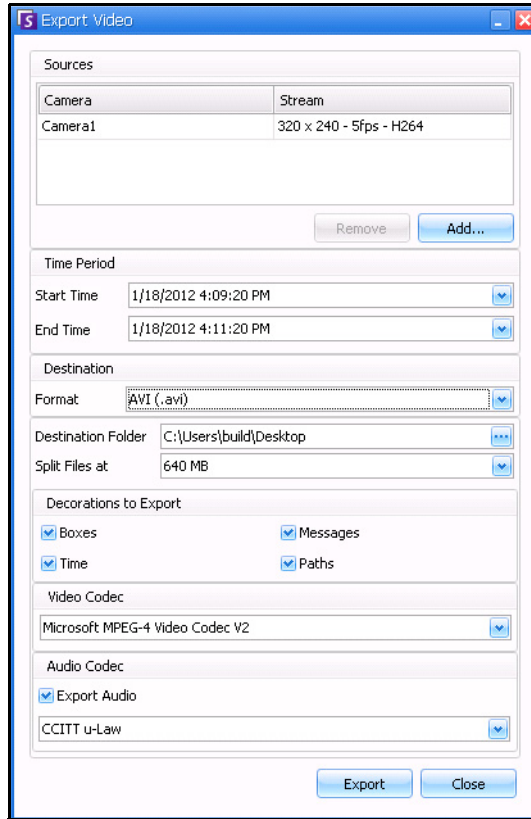 Export Video
Sources
Camera Stream
Camera1 320 x 240 - 5fps - H264
Remove Add...
Time Period
Start Time 1/18/2012 4:09:20 PM
End Time 1/18/2012 4:11:20 PM
Destination
Format AVI (.avi)
Destination Folder C:\Users\build\Desktop
Split Files at 640 MB
Decorations to Export
Boxes Messages
Time Paths
Video Codec
Microsoft MPEG-4 Video Codec V2
Audio Codec
Export Audio
CCITT u-Law
Export Close